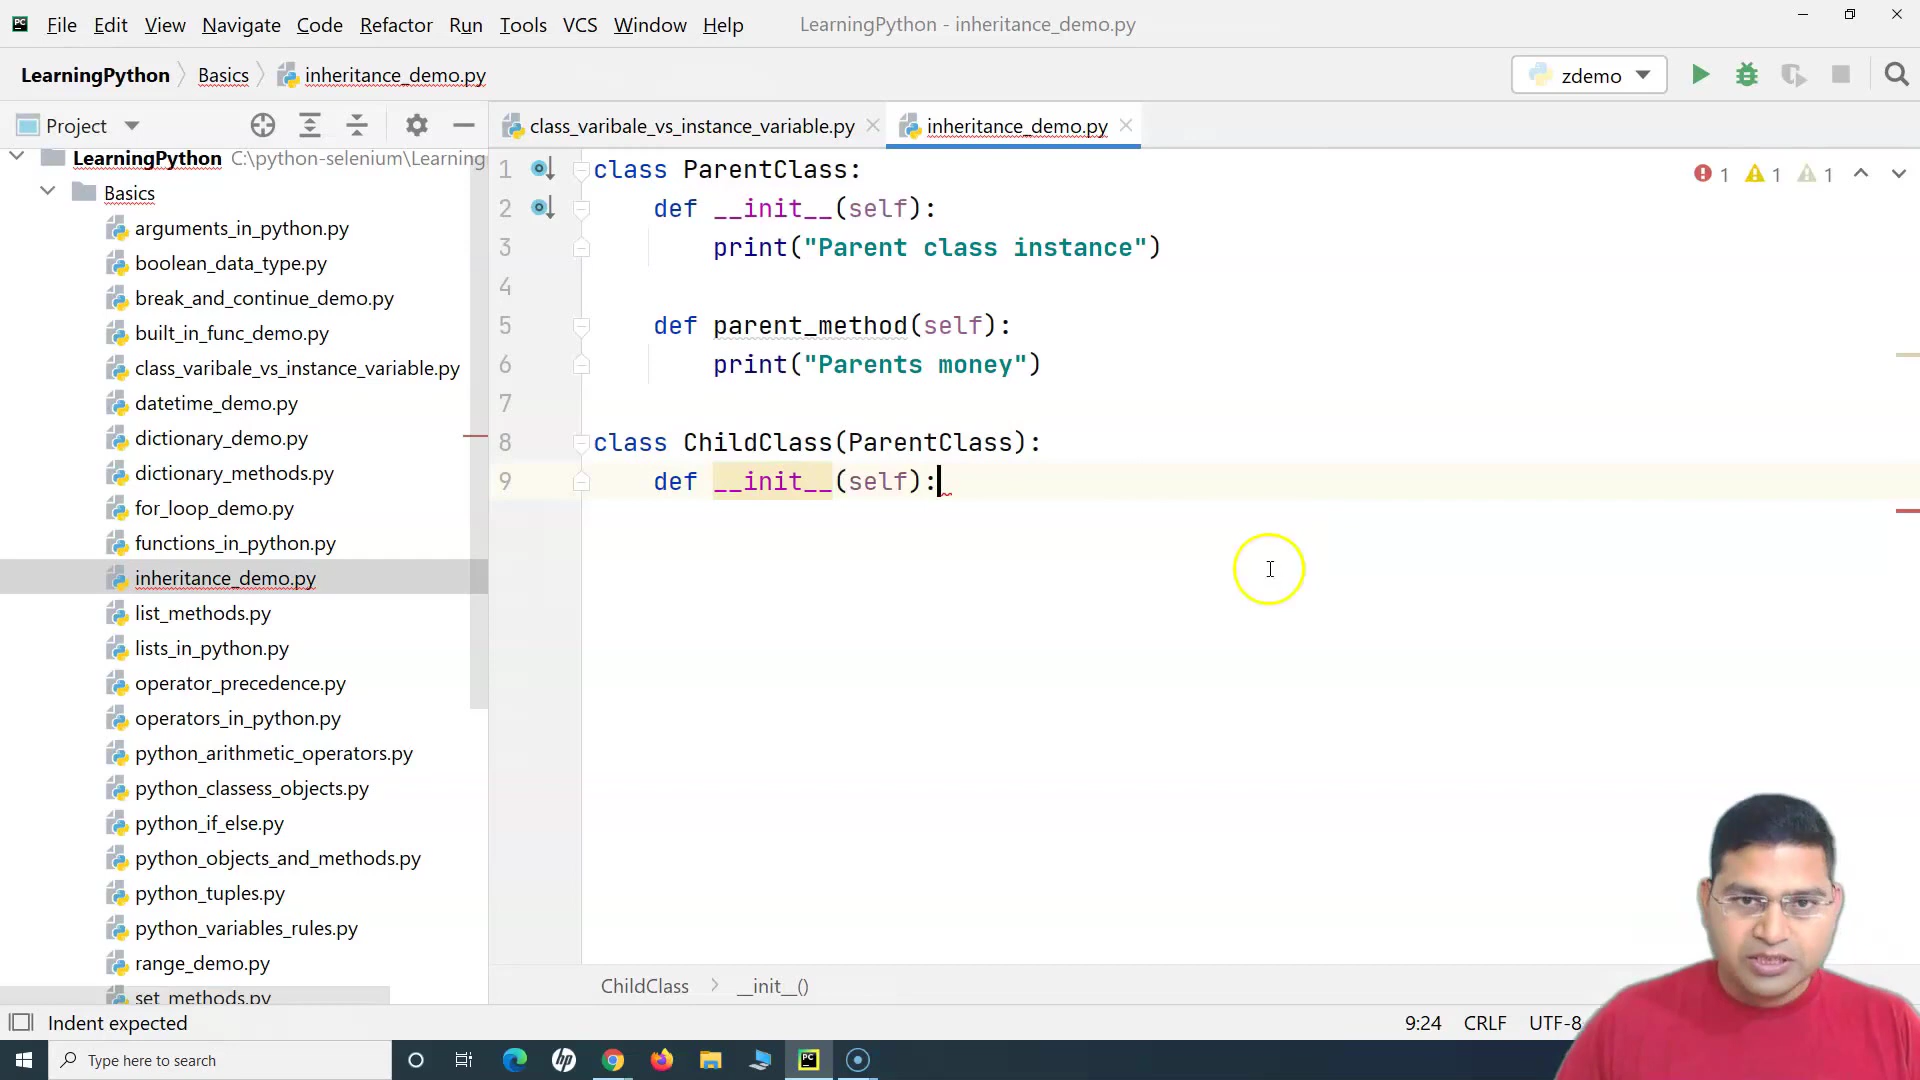 PC File Edit View Navigate Code Refactor Run Tools VCS Window Help LearningPython - inheritance_demo.py
LearningPython Basics inheritance_demo.py zdemo
Project class_varibale_vs_instance_variable.py inheritance_demo.py
LearningPython C:\python-selenium\Learning
Basics
arguments_in_python.py
boolean_data_type.py
break_and_continue_demo.py
built_in_func_demo.py
class_varibale_vs_instance_variable.py
datetime_demo.py
dictionary_demo.py
dictionary_methods.py
for_loop_demo.py
functions_in_python.py
inheritance_demo.py
list_methods.py
lists_in_python.py
operator_precedence.py
operators_in_python.py
python_arithmetic_operators.py
python_classess_objects.py
python_if_else.py
python_objects_and_methods.py
python_tuples.py
python_variables_rules.py
range_demo.py
set_methods.py
1 class ParentClass:
2 def __init__(self):
3 print("Parent class instance")
4
5 def parent_method(self):
6 print("Parents money")
7
8 class ChildClass(ParentClass):
9 def __init__(self):
1 1 1
ChildClass __init__()
Indent expected 9:24 CRLF UTF-8
Type here to search hp PC